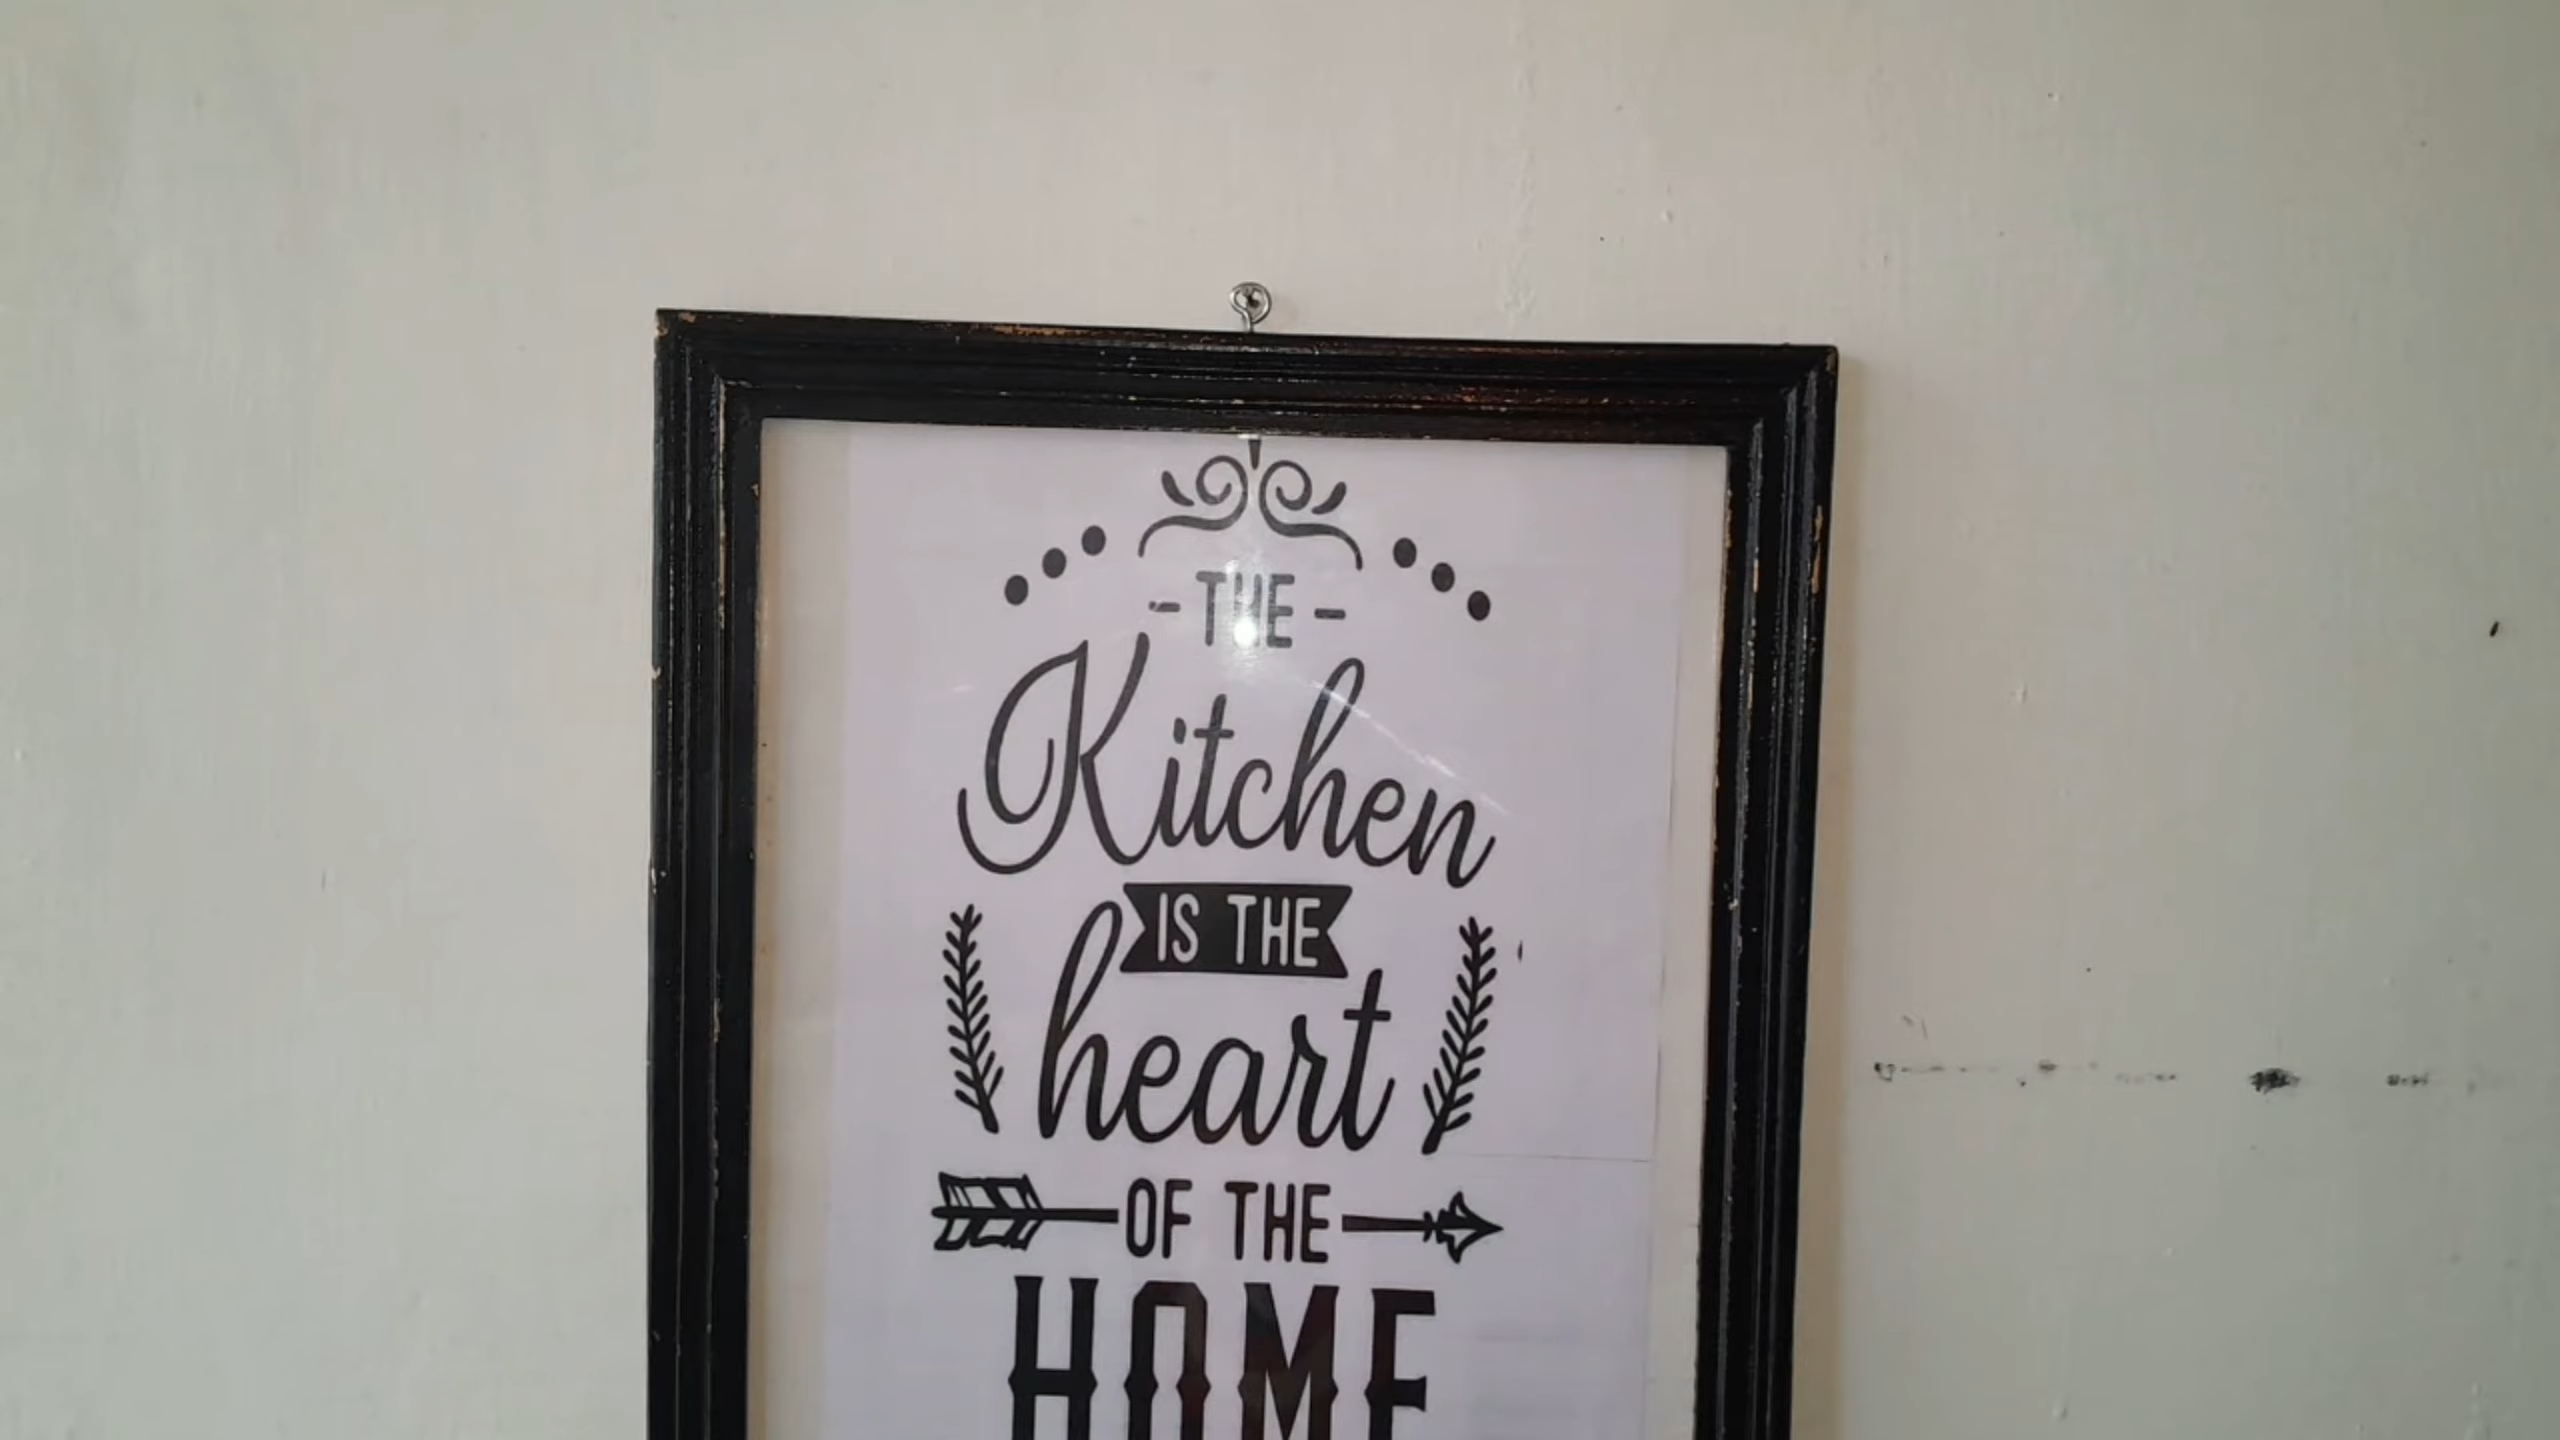 - THE -
Kitchen
IS THE
heart
OF THE
HOME